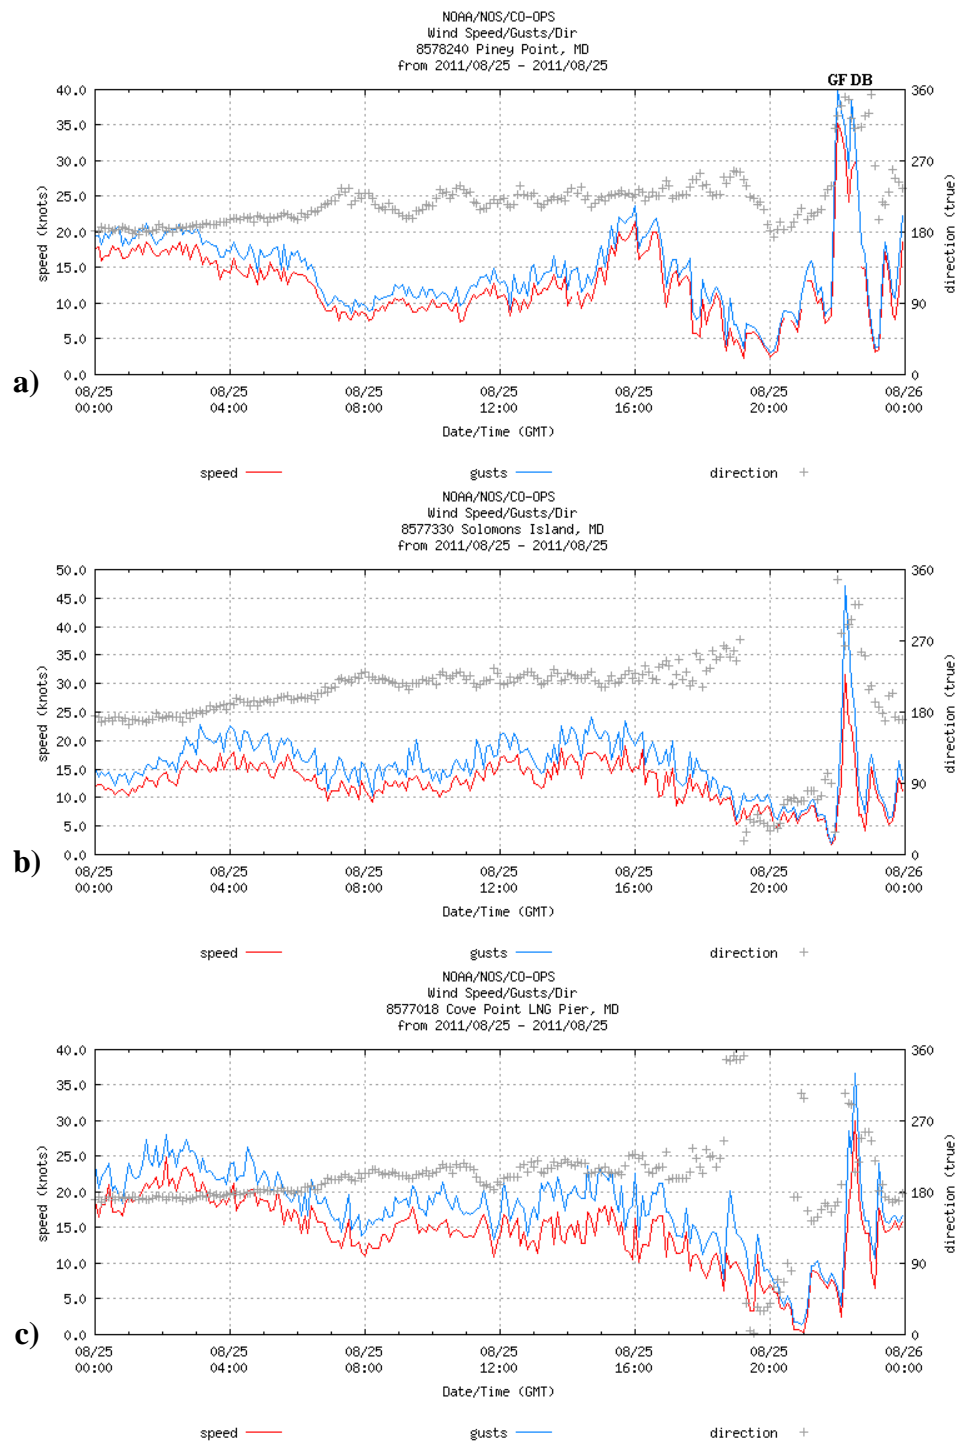 NOAA/NOS/CO-OPS
Wind Speed/Gusts/Dir
8578240 Piney Point, MD
from 2011/08/25 - 2011/08/25
GF DB
40.0 360
35.0
30.0 270
25.0
20.0 180
15.0
10.0 90
5.0
0.0 0
speed (knots)
direction (true)
a)
08/25 08/25 08/25 08/25 08/25 08/25 08/26
00:00 04:00 08:00 12:00 16:00 20:00 00:00
Date/Time (GMT)
speed gusts direction
NOAA/NOS/CO-OPS
Wind Speed/Gusts/Dir
8577330 Solomons Island, MD
from 2011/08/25 - 2011/08/25
50.0 360
45.0
40.0
35.0 270
30.0
25.0 180
20.0
15.0 90
10.0
5.0
0.0 0
speed (knots)
direction (true)
b)
08/25 08/25 08/25 08/25 08/25 08/25 08/26
00:00 04:00 08:00 12:00 16:00 20:00 00:00
Date/Time (GMT)
speed gusts direction
NOAA/NOS/CO-OPS
Wind Speed/Gusts/Dir
8577018 Cove Point LNG Pier, MD
from 2011/08/25 - 2011/08/25
40.0 360
35.0
30.0 270
25.0
20.0 180
15.0
10.0 90
5.0
0.0 0
speed (knots)
direction (true)
c)
08/25 08/25 08/25 08/25 08/25 08/25 08/26
00:00 04:00 08:00 12:00 16:00 20:00 00:00
Date/Time (GMT)
speed gusts direction